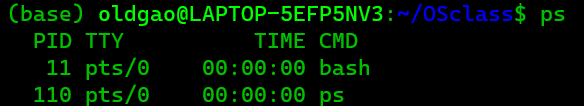 (base) oldgao@LAPTOP-5EFP5NV3:~/OSclass$ ps
  PID TTY          TIME CMD
   11 pts/0    00:00:00 bash
  110 pts/0    00:00:00 ps